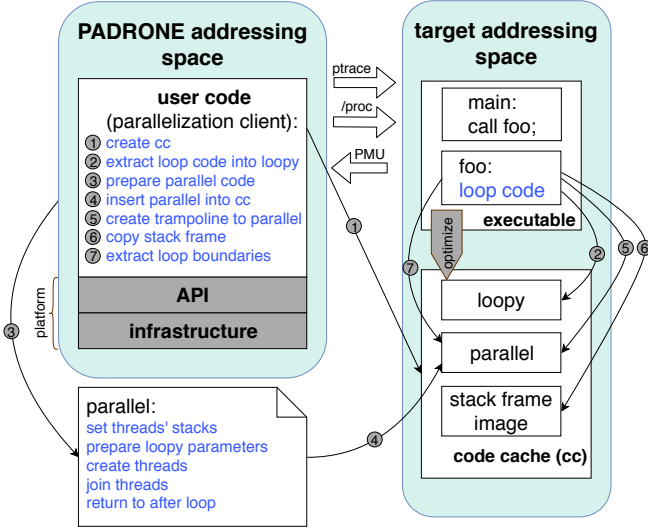 PADRONE addressing
space
user code
(parallelization client):
1 create cc
2 extract loop code into loopy
3 prepare parallel code
4 insert parallel into cc
5 create trampoline to parallel
6 copy stack frame
7 extract loop boundaries
platform
API
infrastructure
ptrace
/proc
PMU
target addressing
space
main:
call foo;
foo:
loop code
executable
optimize
1
2
5
6
7
3
loopy
parallel
stack frame
image
code cache (cc)
4
parallel:
set threads' stacks
prepare loopy parameters
create threads
join threads
return to after loop